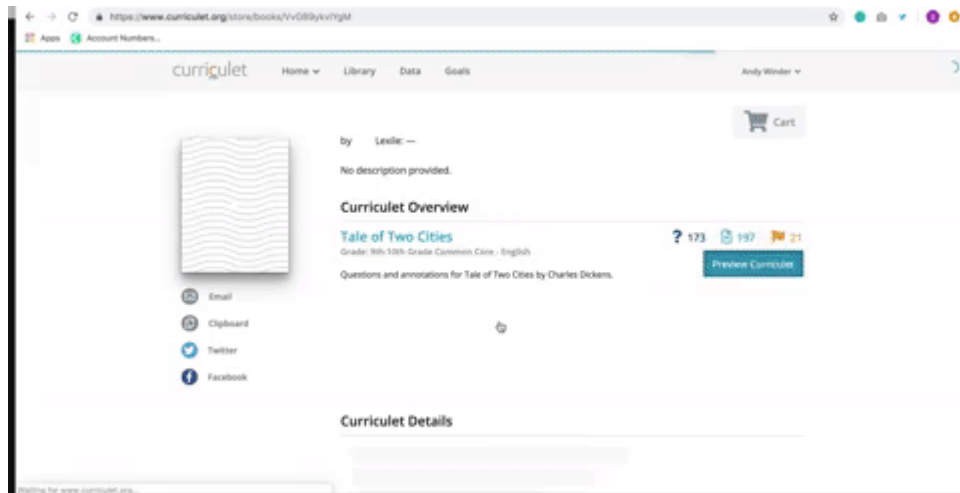 https://www.curriculet.org/store/books/
Apps Account Numbers...
curriculet Home Library Data Goals Andy Winder
Cart
by Lexile: —
No description provided.
Curriculet Overview
Tale of Two Cities ? 173 197 21
Grade: 9th-10th Grade Common Core - English
Preview Curriculet
Questions and annotations for Tale of Two Cities by Charles Dickens.
Email
Clipboard
Twitter
Facebook
Curriculet Details
Waiting for www.curriculet.org...